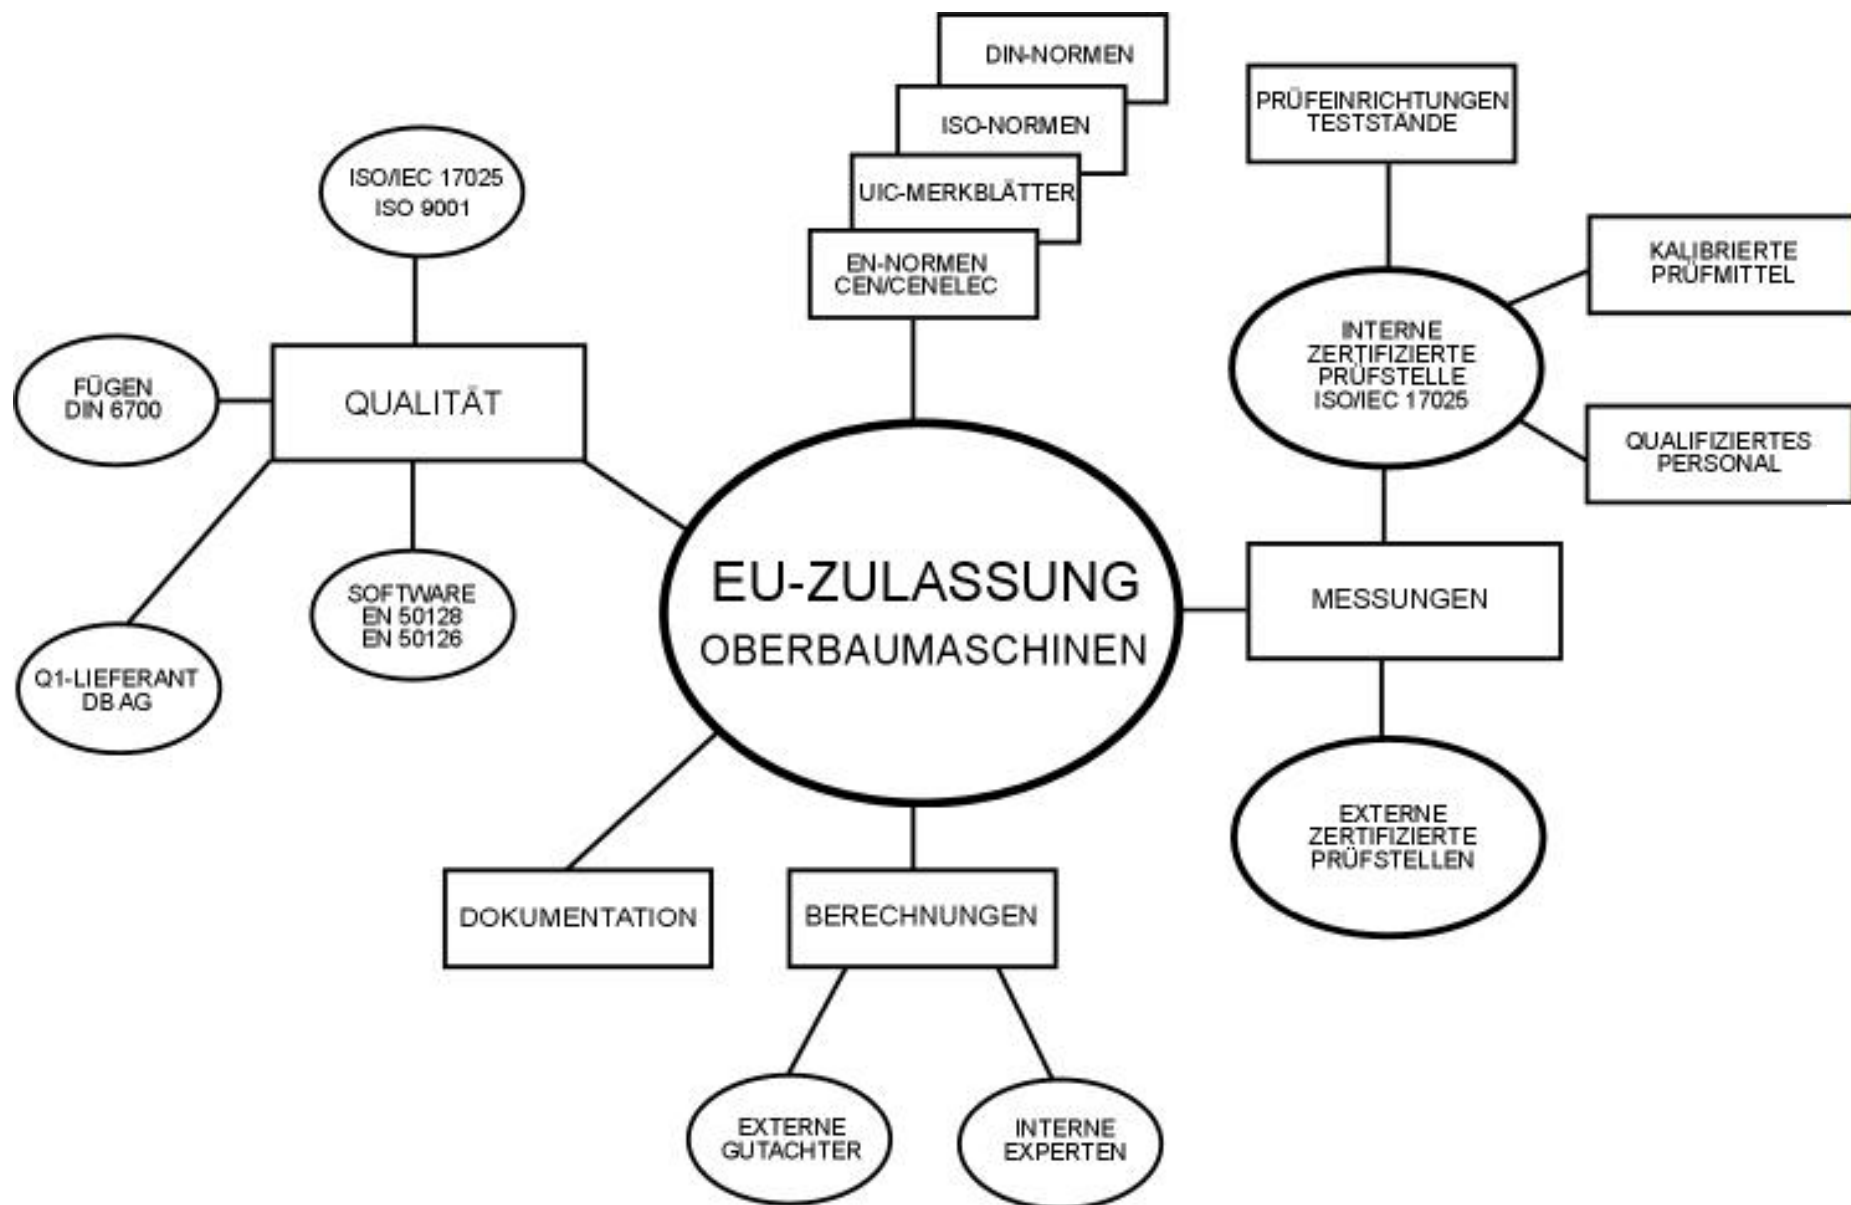 DIN-NORMEN
ISO-NORMEN
UIC-MERKBLÄTTER
EN-NORMEN
CEN/CENELEC
PRÜFEINRICHTUNGEN
TESTSTÄNDE
ISO/IEC 17025
ISO 9001
KALIBRIERTE
PRÜFMITTEL
INTERNE
ZERTIFIZIERTE
PRÜFSTELLE
ISO/IEC 17025
FÜGEN
DIN 6700
QUALITÄT
QUALIFIZIERTES
PERSONAL
EU-ZULASSUNG
OBERBAUMASCHINEN
MESSUNGEN
SOFTWARE
EN 50128
EN 50126
Q1-LIEFERANT
DB AG
EXTERNE
ZERTIFIZIERTE
PRÜFSTELLEN
DOKUMENTATION
BERECHNUNGEN
EXTERNE
GUTACHTER
INTERNE
EXPERTEN